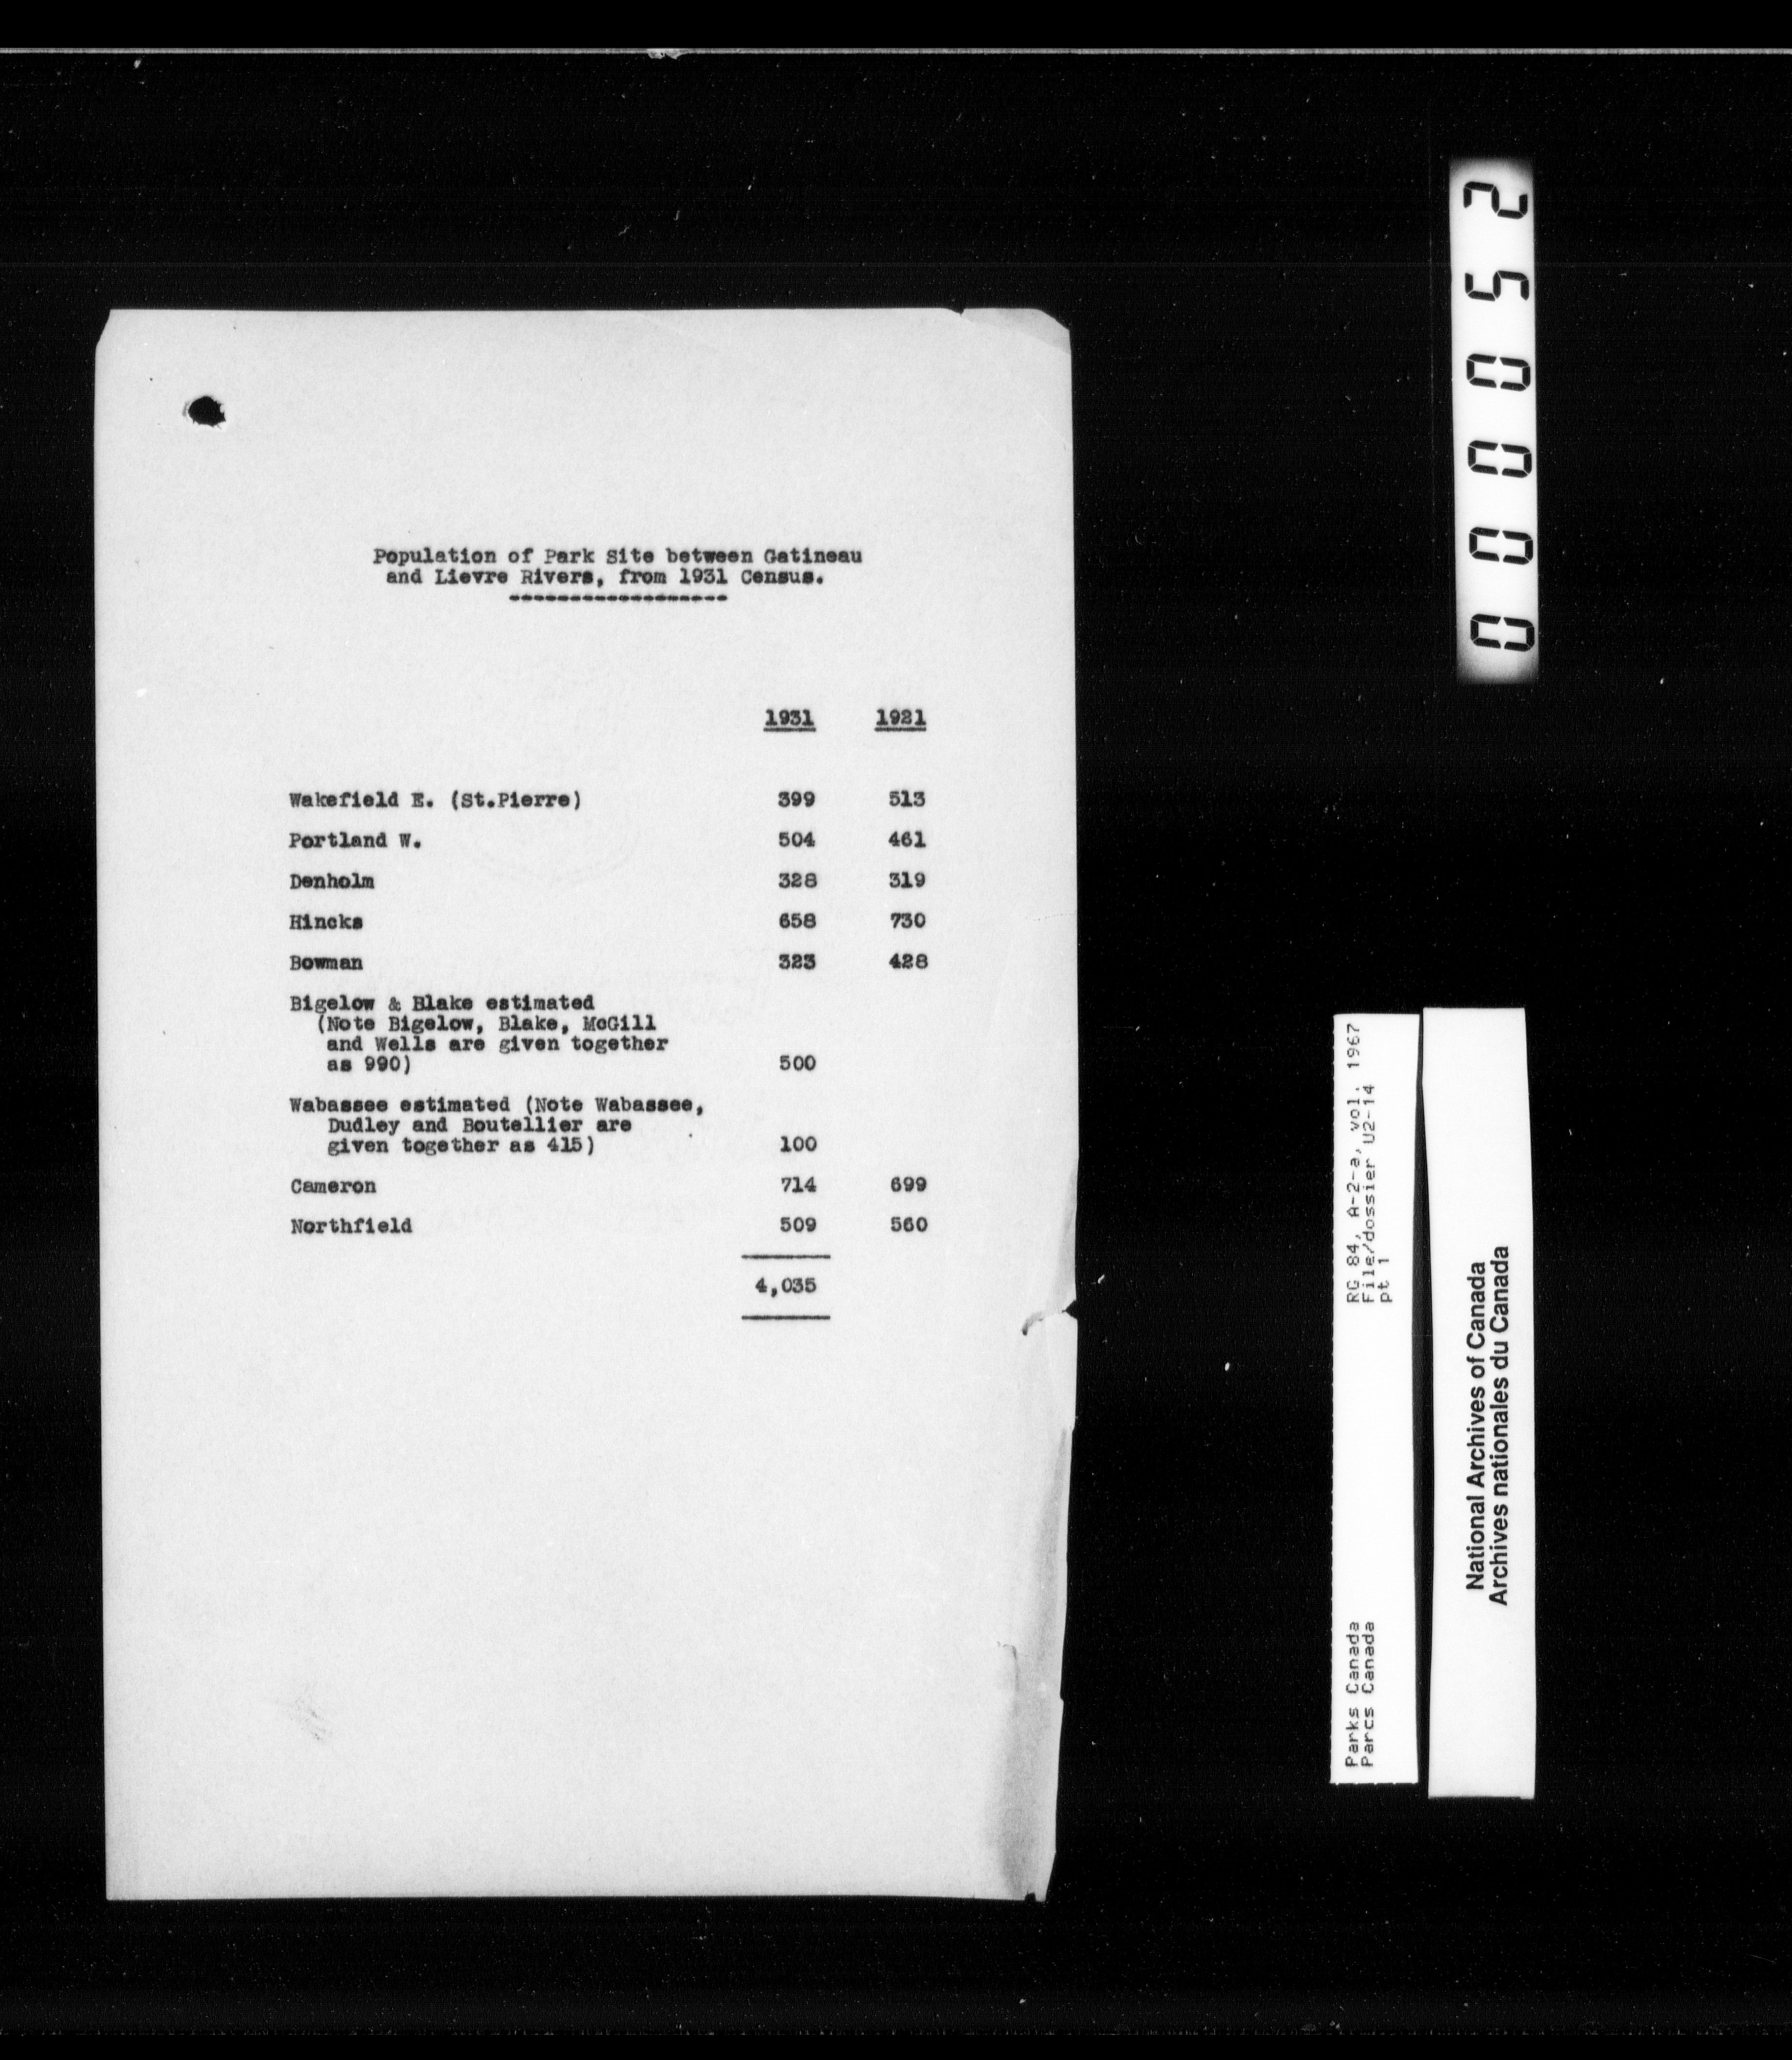 Population of Park Site between Gatineau
and Lievre Rivers, from 1931 Census.
------------------
1931 1921
Wakefield E. (St.Pierre) 399 513
Portland W. 504 461
Denholm 328 319
Hincks 658 730
Bowman 323 428
Bigelow & Blake estimated
(Note Bigelow, Blake, McGill
and Wells are given together
as 990) 500
Wabassee estimated (Note Wabassee,
Dudley and Boutellier are
given together as 415) 100
Cameron 714 699
Northfield 509 560
4,035
000052
RG 84, A-2-a, vol. 1967
File/dossier U2-14
pt 1
Parks Canada
Parcs Canada
National Archives of Canada
Archives nationales du Canada